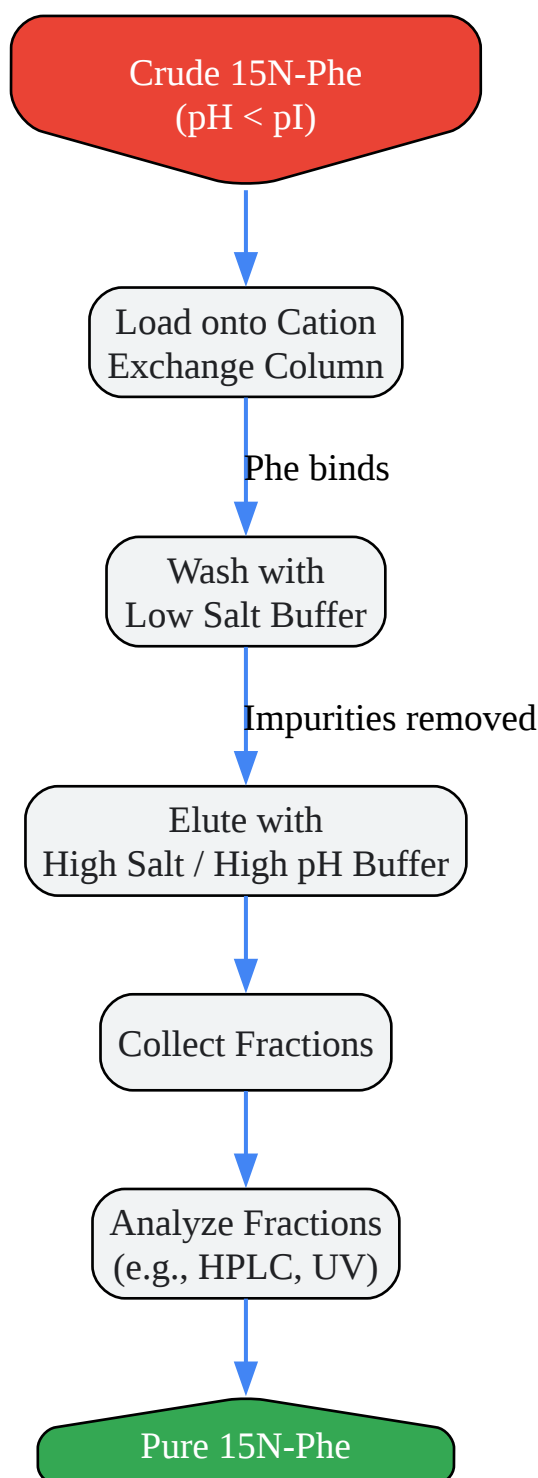 Crude 15N-Phe
(pH < pI)
Load onto Cation
Exchange Column
Phe binds
Wash with
Low Salt Buffer
Impurities removed
Elute with
High Salt / High pH Buffer
Collect Fractions
Analyze Fractions
(e.g., HPLC, UV)
Pure 15N-Phe